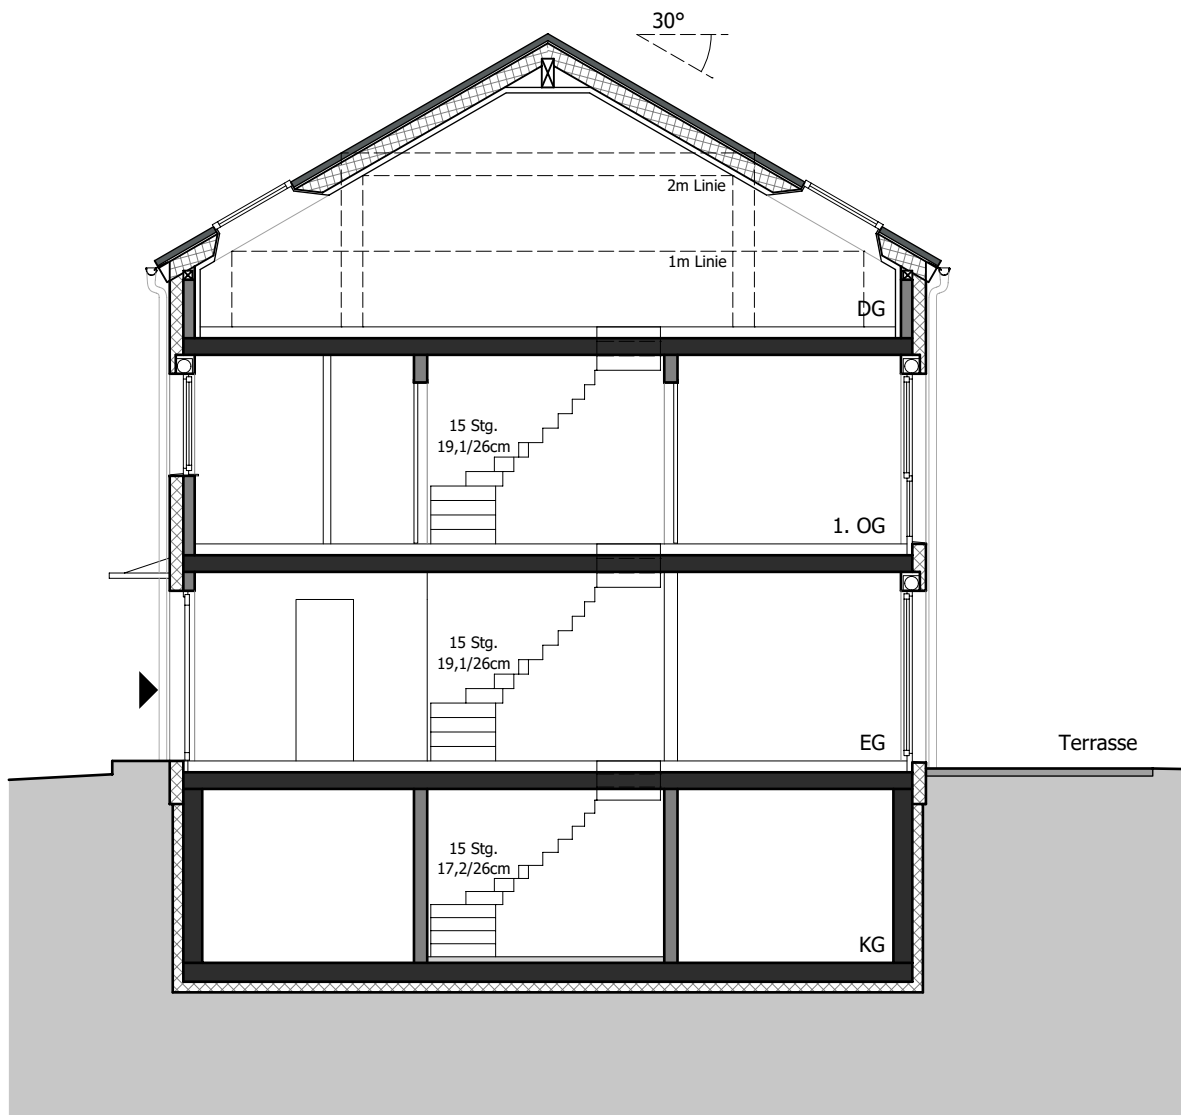 30°
2m Linie
1m Linie
DG
15 Stg.
19,1/26cm
1. OG
15 Stg.
19,1/26cm
EG
Terrasse
15 Stg.
17,2/26cm
KG